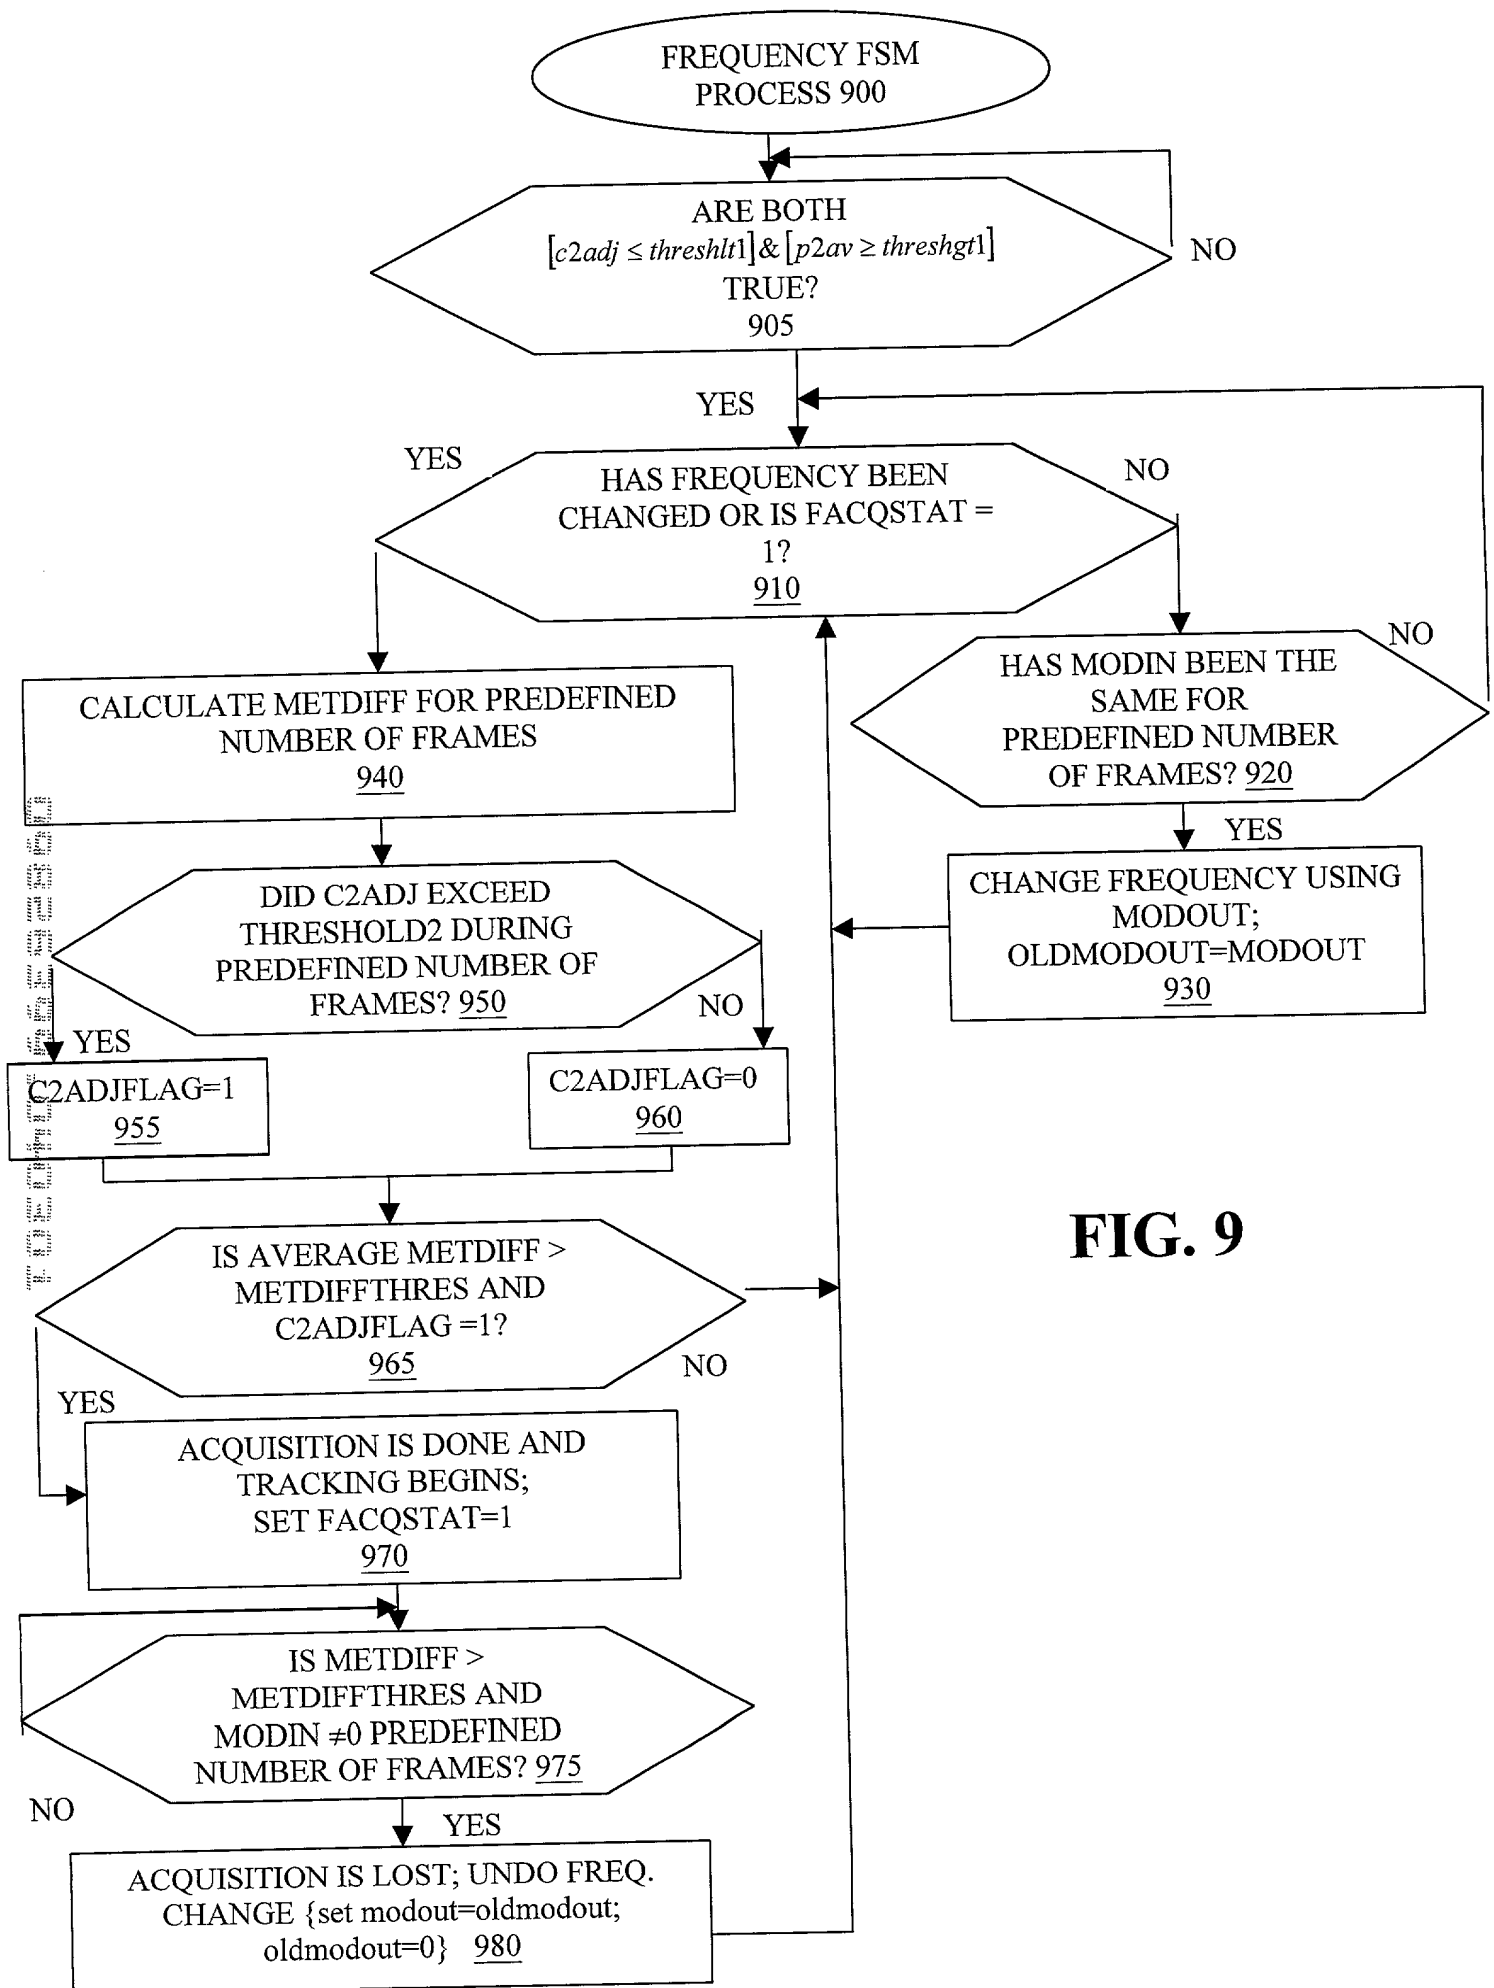 FREQUENCY FSM
PROCESS 900
ARE BOTH
[c2adj ≤ threshlt1] & [p2av ≥ threshgt1]
TRUE?
905
NO
YES
HAS FREQUENCY BEEN
CHANGED OR IS FACQSTAT =
1?
910
YES
NO
HAS MODIN BEEN THE
SAME FOR
PREDEFINED NUMBER
OF FRAMES? 920
NO
YES
CHANGE FREQUENCY USING
MODOUT;
OLDMODOUT=MODOUT
930
CALCULATE METDIFF FOR PREDEFINED
NUMBER OF FRAMES
940
DID C2ADJ EXCEED
THRESHOLD2 DURING
PREDEFINED NUMBER OF
FRAMES? 950
YES
NO
C2ADJFLAG=1
955
C2ADJFLAG=0
960
IS AVERAGE METDIFF >
METDIFFTHRES AND
C2ADJFLAG =1?
965
NO
YES
ACQUISITION IS DONE AND
TRACKING BEGINS;
SET FACQSTAT=1
970
IS METDIFF >
METDIFFTHRES AND
MODIN ≠0 PREDEFINED
NUMBER OF FRAMES? 975
NO
YES
ACQUISITION IS LOST; UNDO FREQ.
CHANGE {set modout=oldmodout;
oldmodout=0} 980
FIG. 9